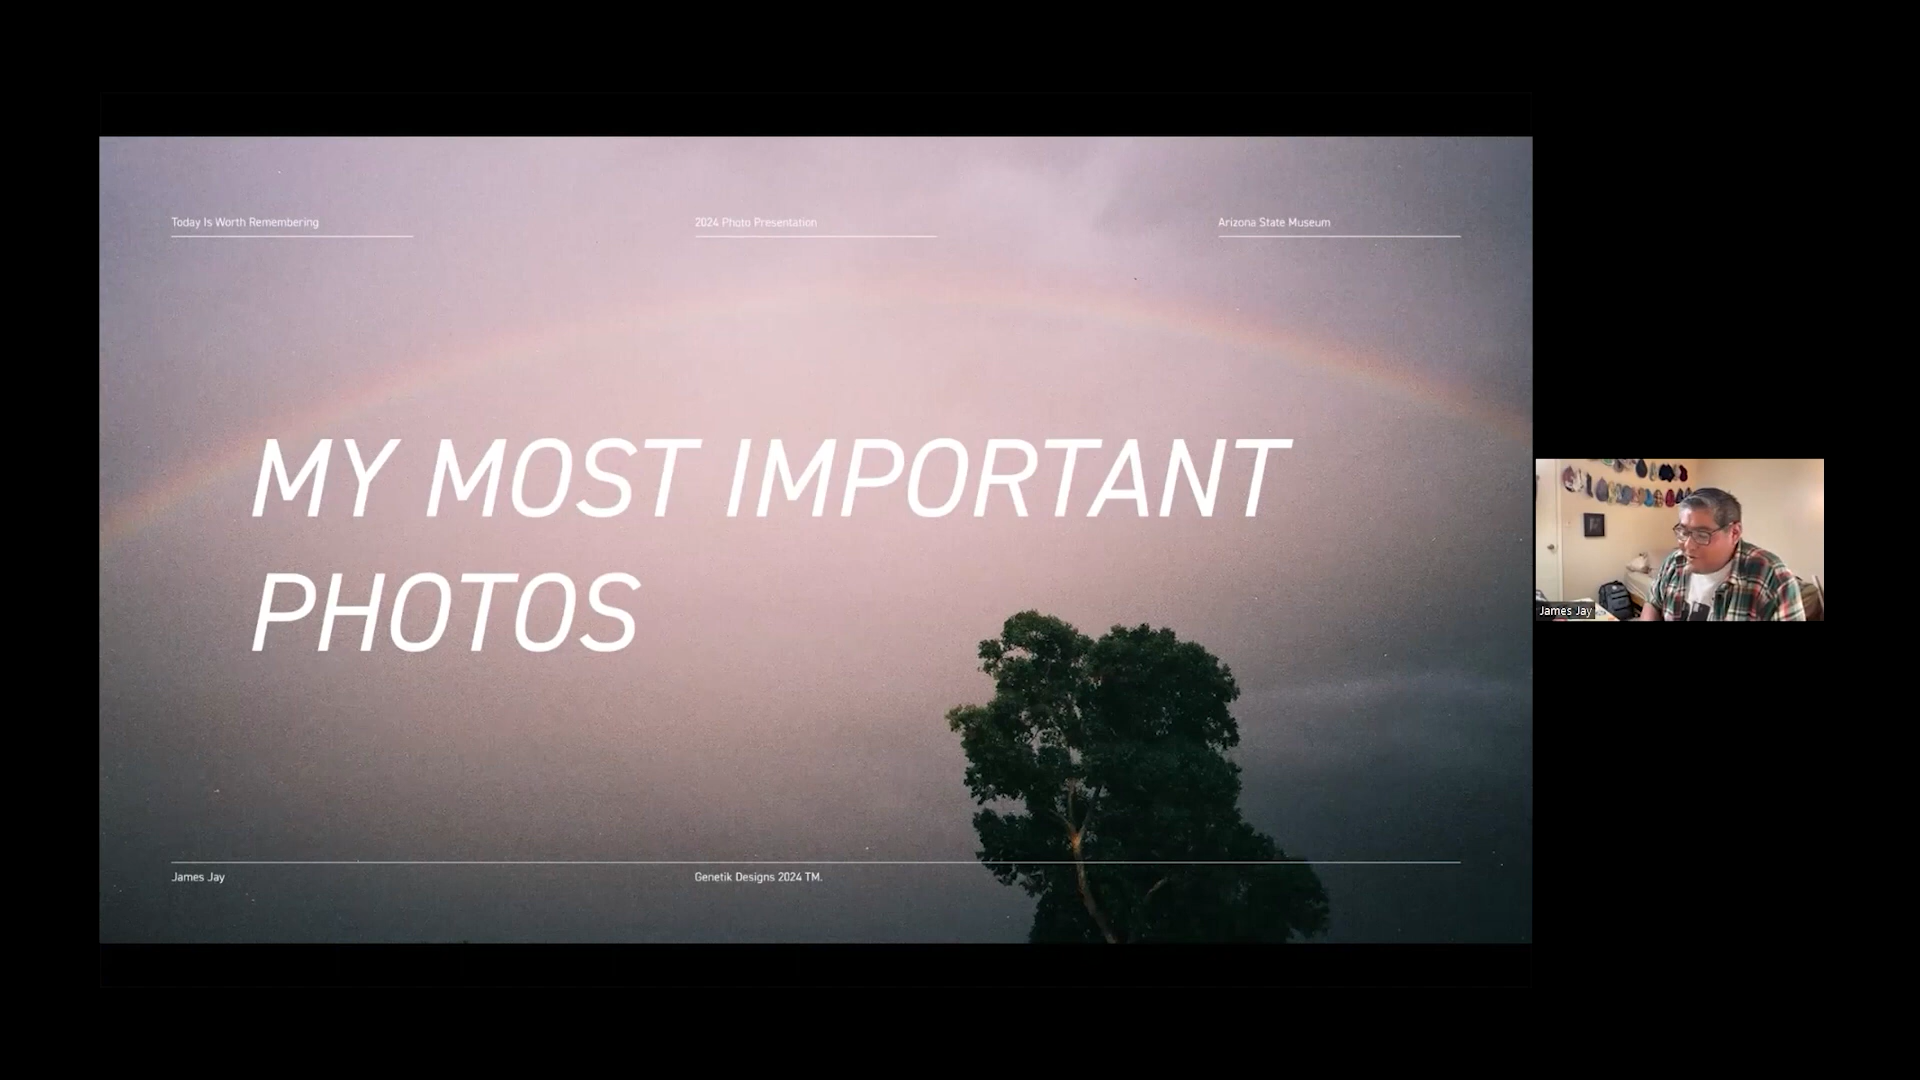 Today Is Worth Remembering
2024 Photo Presentation
Arizona State Museum
MY MOST IMPORTANT
PHOTOS
James Jay
Genetik Designs 2024 TM.
James Jay